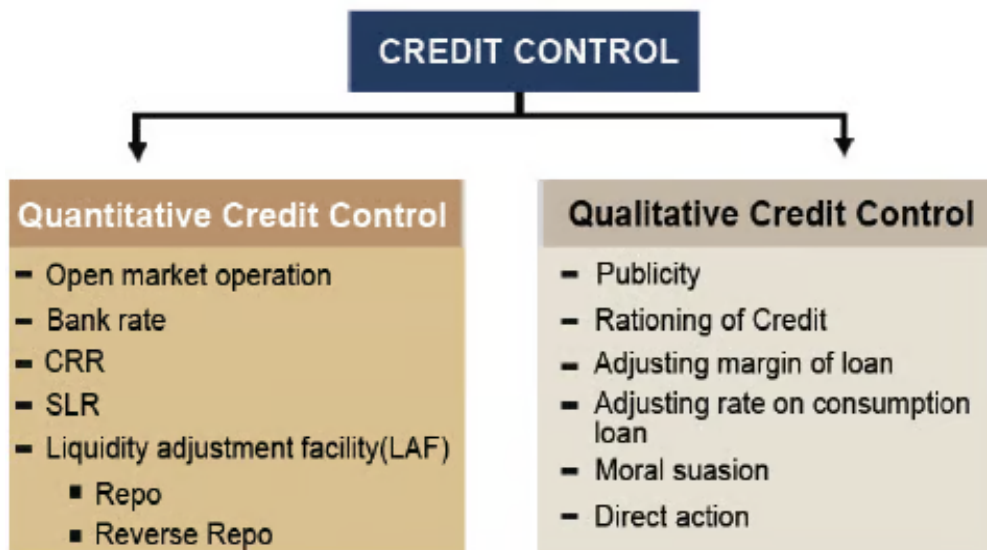 CREDIT CONTROL
Quantitative Credit Control
- Open market operation
- Bank rate
- CRR
- SLR
- Liquidity adjustment facility(LAF)
▪ Repo
▪ Reverse Repo
Qualitative Credit Control
- Publicity
- Rationing of Credit
- Adjusting margin of loan
- Adjusting rate on consumption
loan
- Moral suasion
- Direct action